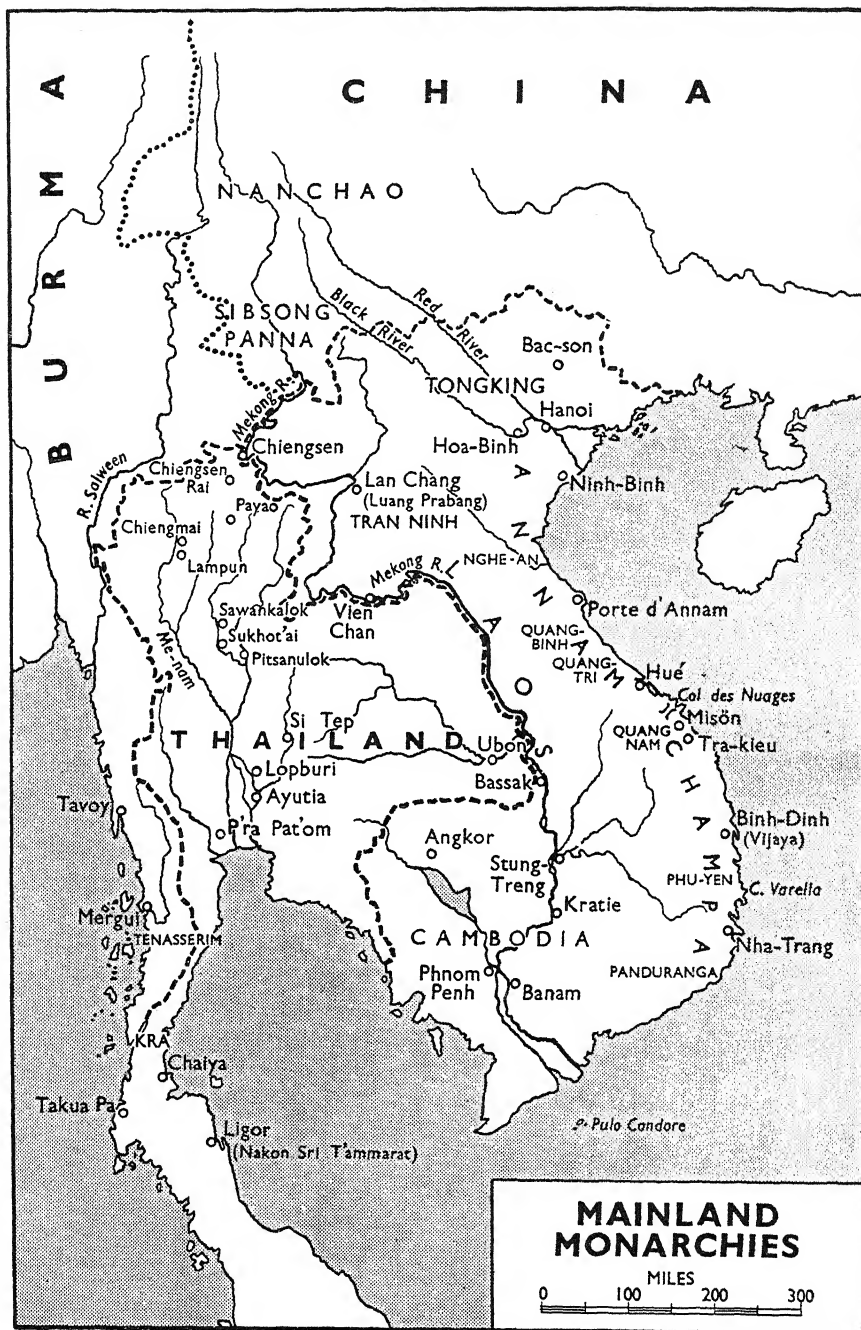 CHINA
BURMA
NANCHAO
SIBSONG
PANNA
Black
River
Red
River
Bac-son
TONGKING
Hanoi
Mekong R.
Chiengsen
Hoa-Binh
R. Salween
Chiengsen
Rai
Lan Chang
(Luang Prabang)
TRAN NINH
Ninh-Binh
Payao
Chiengmai
Lampun
ANNAM
NGHE-AN
Mekong R.
LAOS
Vien
Chan
Porte d'Annam
Sawankalok
Sukhot'ai
Pitsanulok
Me-nam
QUANG-
BINH
QUANG-
TRI
Hué
Col des Nuages
Misön
QUANG
NAM
Tra-kieu
CHAMPA
THAILAND
Si Tep
Ubon
Lopburi
Bassak
Ayutia
Tavoy
P'ra Pat'om
Angkor
Stung-
Treng
Binh-Dinh
(Vijaya)
PHU-YEN
C. Varella
Kratie
Mergui
TENASSERIM
CAMBODIA
Nha-Trang
Phnom
Penh
Banam
PANDURANGA
KRA
Chaiya
Takua Pa
Ligor
(Nakon Sri T'ammarat)
Pulo Condore
MAINLAND
MONARCHIES
MILES
0 100 200 300